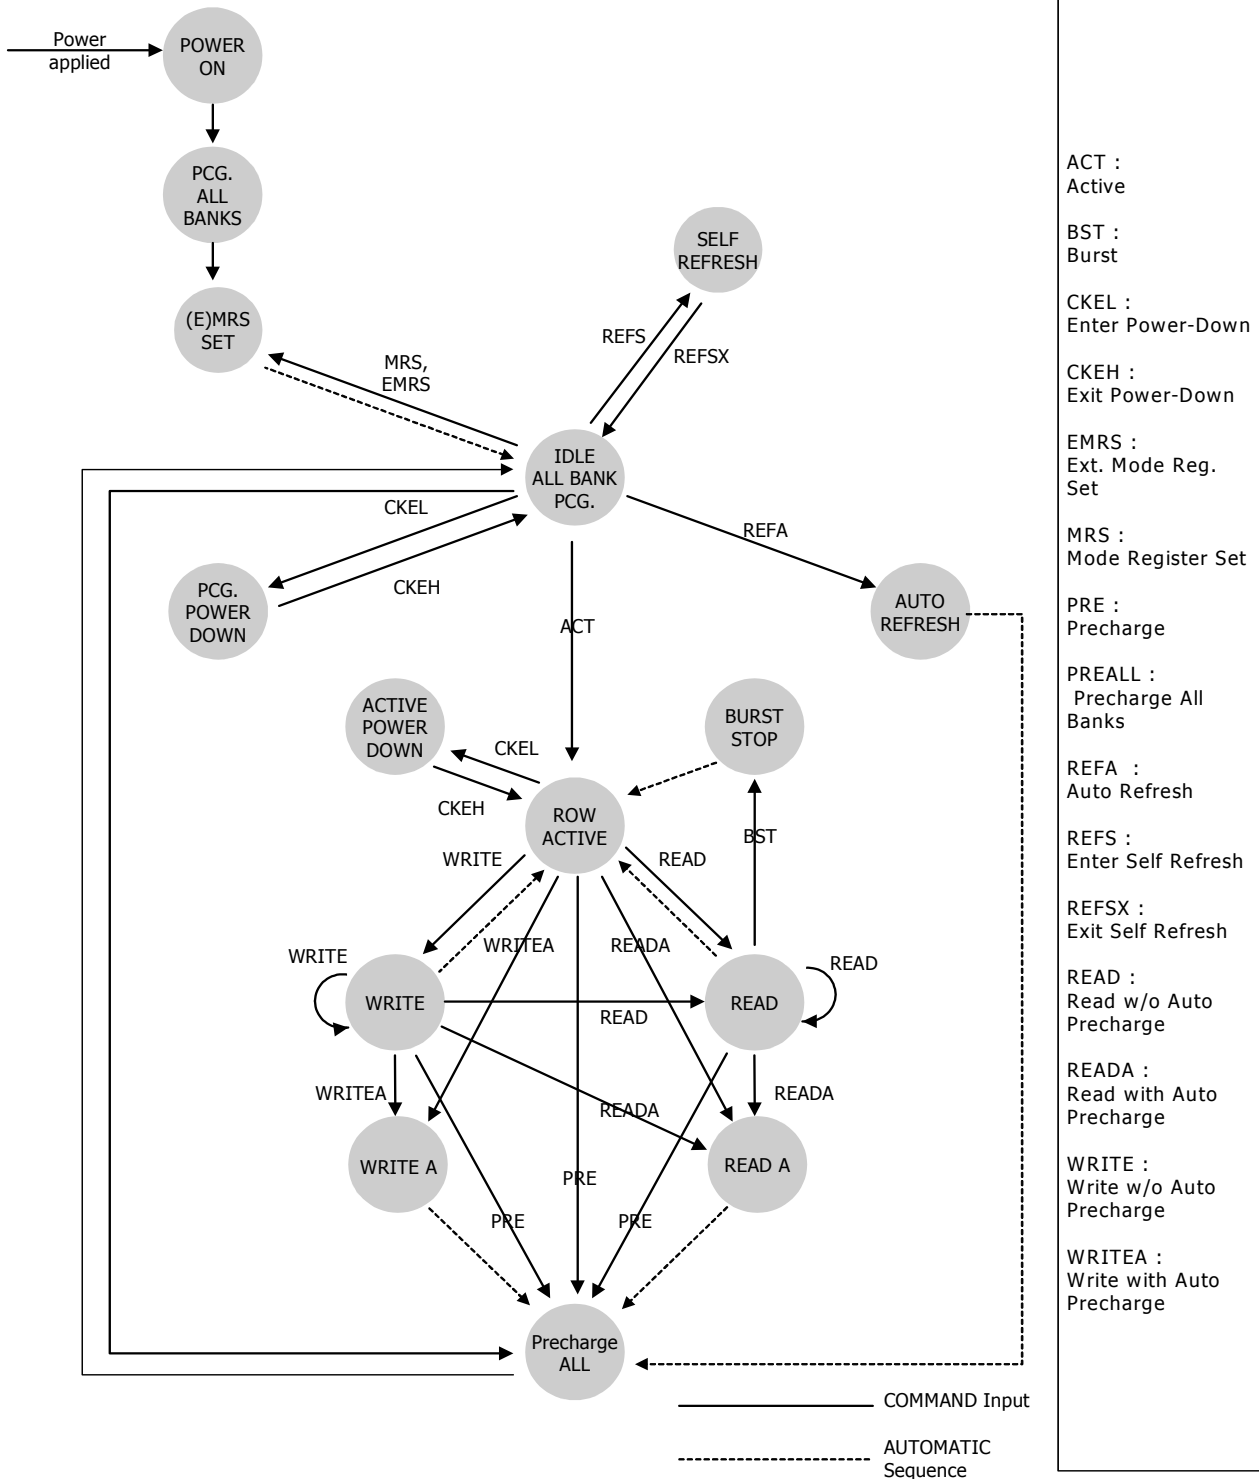 Power
applied
POWER
ON
PCG.
ALL
BANKS
(E)MRS
SET
SELF
REFRESH
REFS
REFSX
MRS,
EMRS
IDLE
ALL BANK
PCG.
CKEL
CKEH
REFA
PCG.
POWER
DOWN
AUTO
REFRESH
ACT
ACTIVE
POWER
DOWN
BURST
STOP
CKEL
CKEH
ROW
ACTIVE
BST
WRITE
READ
WRITEA
READA
WRITE
READ
WRITE
READ
READ
WRITEA
READA
READA
WRITE A
READ A
PRE
PRE
PRE
Precharge
ALL
COMMAND Input
AUTOMATIC
Sequence
ACT :
Active
BST :
Burst
CKEL :
Enter Power-Down
CKEH :
Exit Power-Down
EMRS :
Ext. Mode Reg.
Set
MRS :
Mode Register Set
PRE :
Precharge
PREALL :
Precharge All
Banks
REFA :
Auto Refresh
REFS :
Enter Self Refresh
REFSX :
Exit Self Refresh
READ :
Read w/o Auto
Precharge
READA :
Read with Auto
Precharge
WRITE :
Write w/o Auto
Precharge
WRITEA :
Write with Auto
Precharge